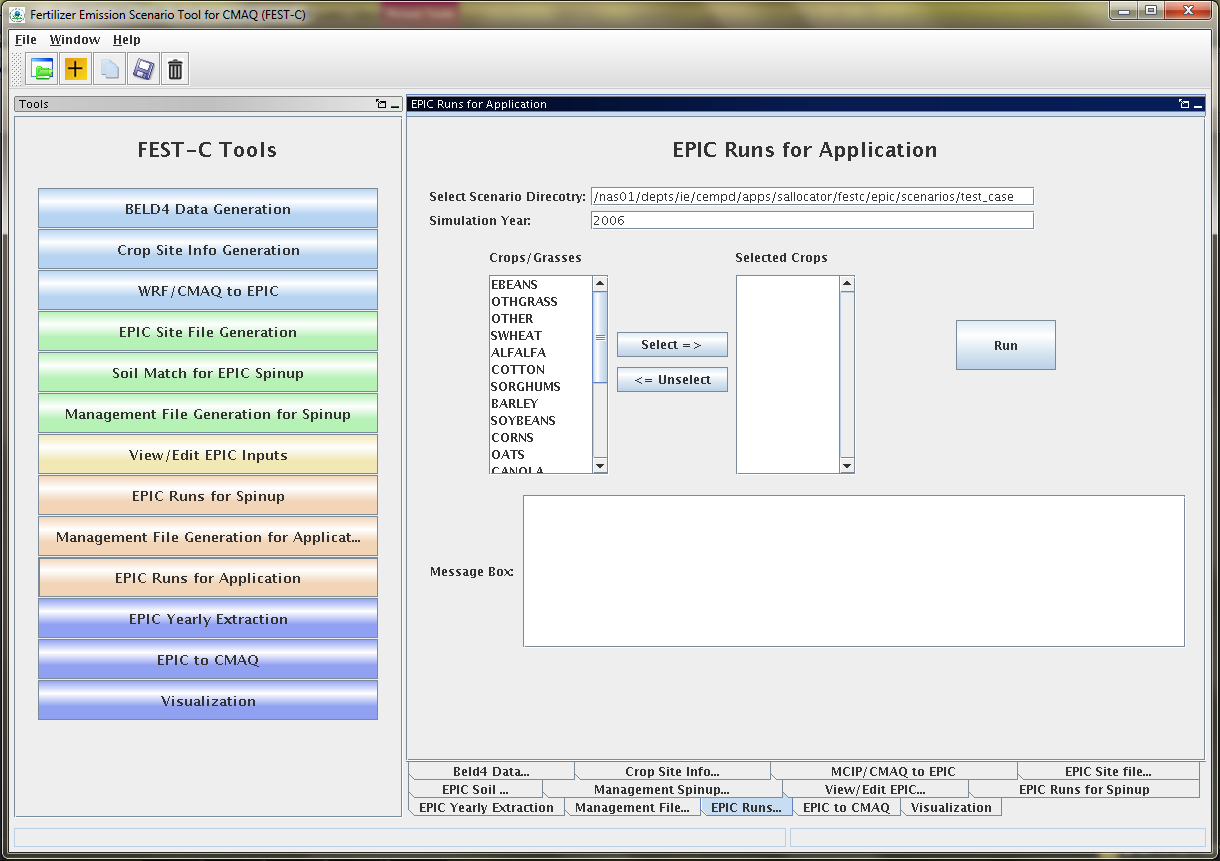 Fertilizer Emission Scenario Tool for CMAQ (FEST-C)
File Window Help
Tools
FEST-C Tools
BELD4 Data Generation
Crop Site Info Generation
WRF/CMAQ to EPIC
EPIC Site File Generation
Soil Match for EPIC Spinup
Management File Generation for Spinup
View/Edit EPIC Inputs
EPIC Runs for Spinup
Management File Generation for Applicat...
EPIC Runs for Application
EPIC Yearly Extraction
EPIC to CMAQ
Visualization
EPIC Runs for Application
EPIC Runs for Application
Select Scenario Direcotry: /nas01/depts/ie/cempd/apps/sallocator/festc/epic/scenarios/test_case
Simulation Year: 2006
Crops/Grasses
EBEANS
OTHGRASS
OTHER
SWHEAT
ALFALFA
COTTON
SORGHUMS
BARLEY
SOYBEANS
CORNS
OATS
CANOLA
Select =>
<= Unselect
Selected Crops
Run
Message Box:
Beld4 Data... Crop Site Info... MCIP/CMAQ to EPIC EPIC Site file...
EPIC Soil ... Management Spinup... View/Edit EPIC... EPIC Runs for Spinup
EPIC Yearly Extraction Management File... EPIC Runs... EPIC to CMAQ Visualization